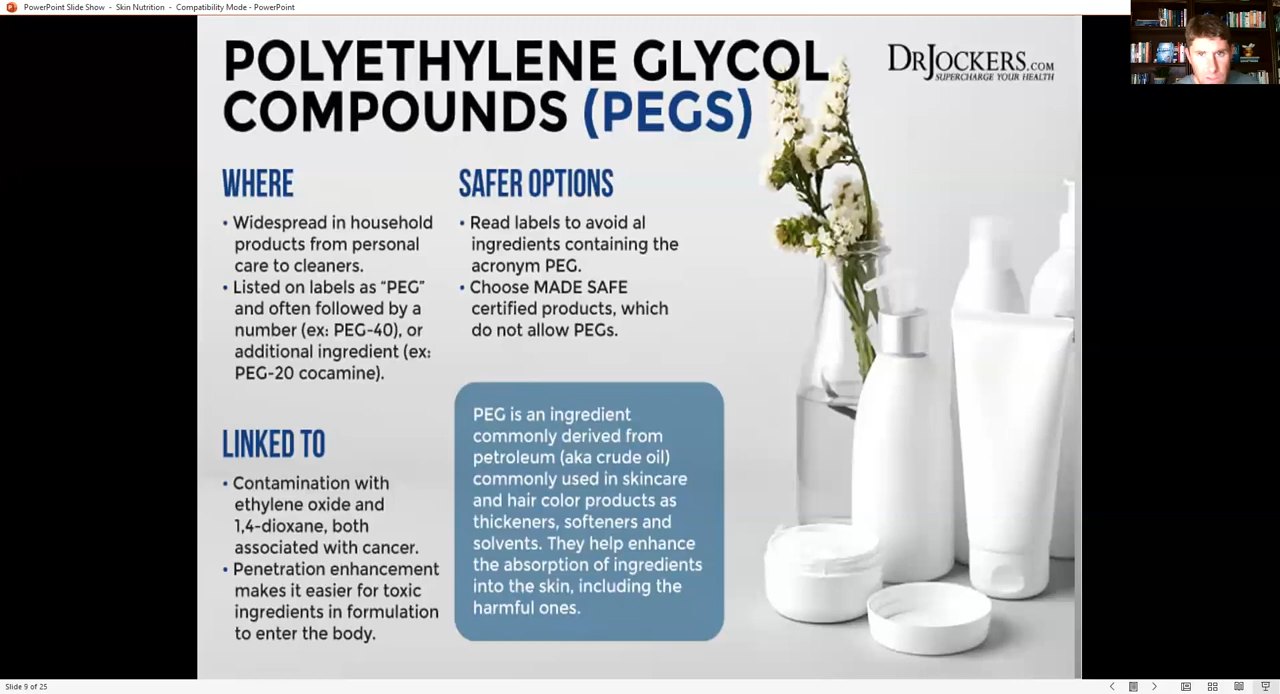 PowerPoint Slide Show - Skin Nutrition - Compatibility Mode - PowerPoint
POLYETHYLENE GLYCOL
COMPOUNDS (PEGS)
DRJOCKERS.COM
SUPERCHARGE YOUR HEALTH
WHERE
• Widespread in household
products from personal
care to cleaners.
• Listed on labels as “PEG”
and often followed by a
number (ex: PEG-40), or
additional ingredient (ex:
PEG-20 cocamine).
LINKED TO
• Contamination with
ethylene oxide and
1,4-dioxane, both
associated with cancer.
• Penetration enhancement
makes it easier for toxic
ingredients in formulation
to enter the body.
SAFER OPTIONS
• Read labels to avoid al
ingredients containing the
acronym PEG.
• Choose MADE SAFE
certified products, which
do not allow PEGs.
PEG is an ingredient
commonly derived from
petroleum (aka crude oil)
commonly used in skincare
and hair color products as
thickeners, softeners and
solvents. They help enhance
the absorption of ingredients
into the skin, including the
harmful ones.
Slide 9 of 25